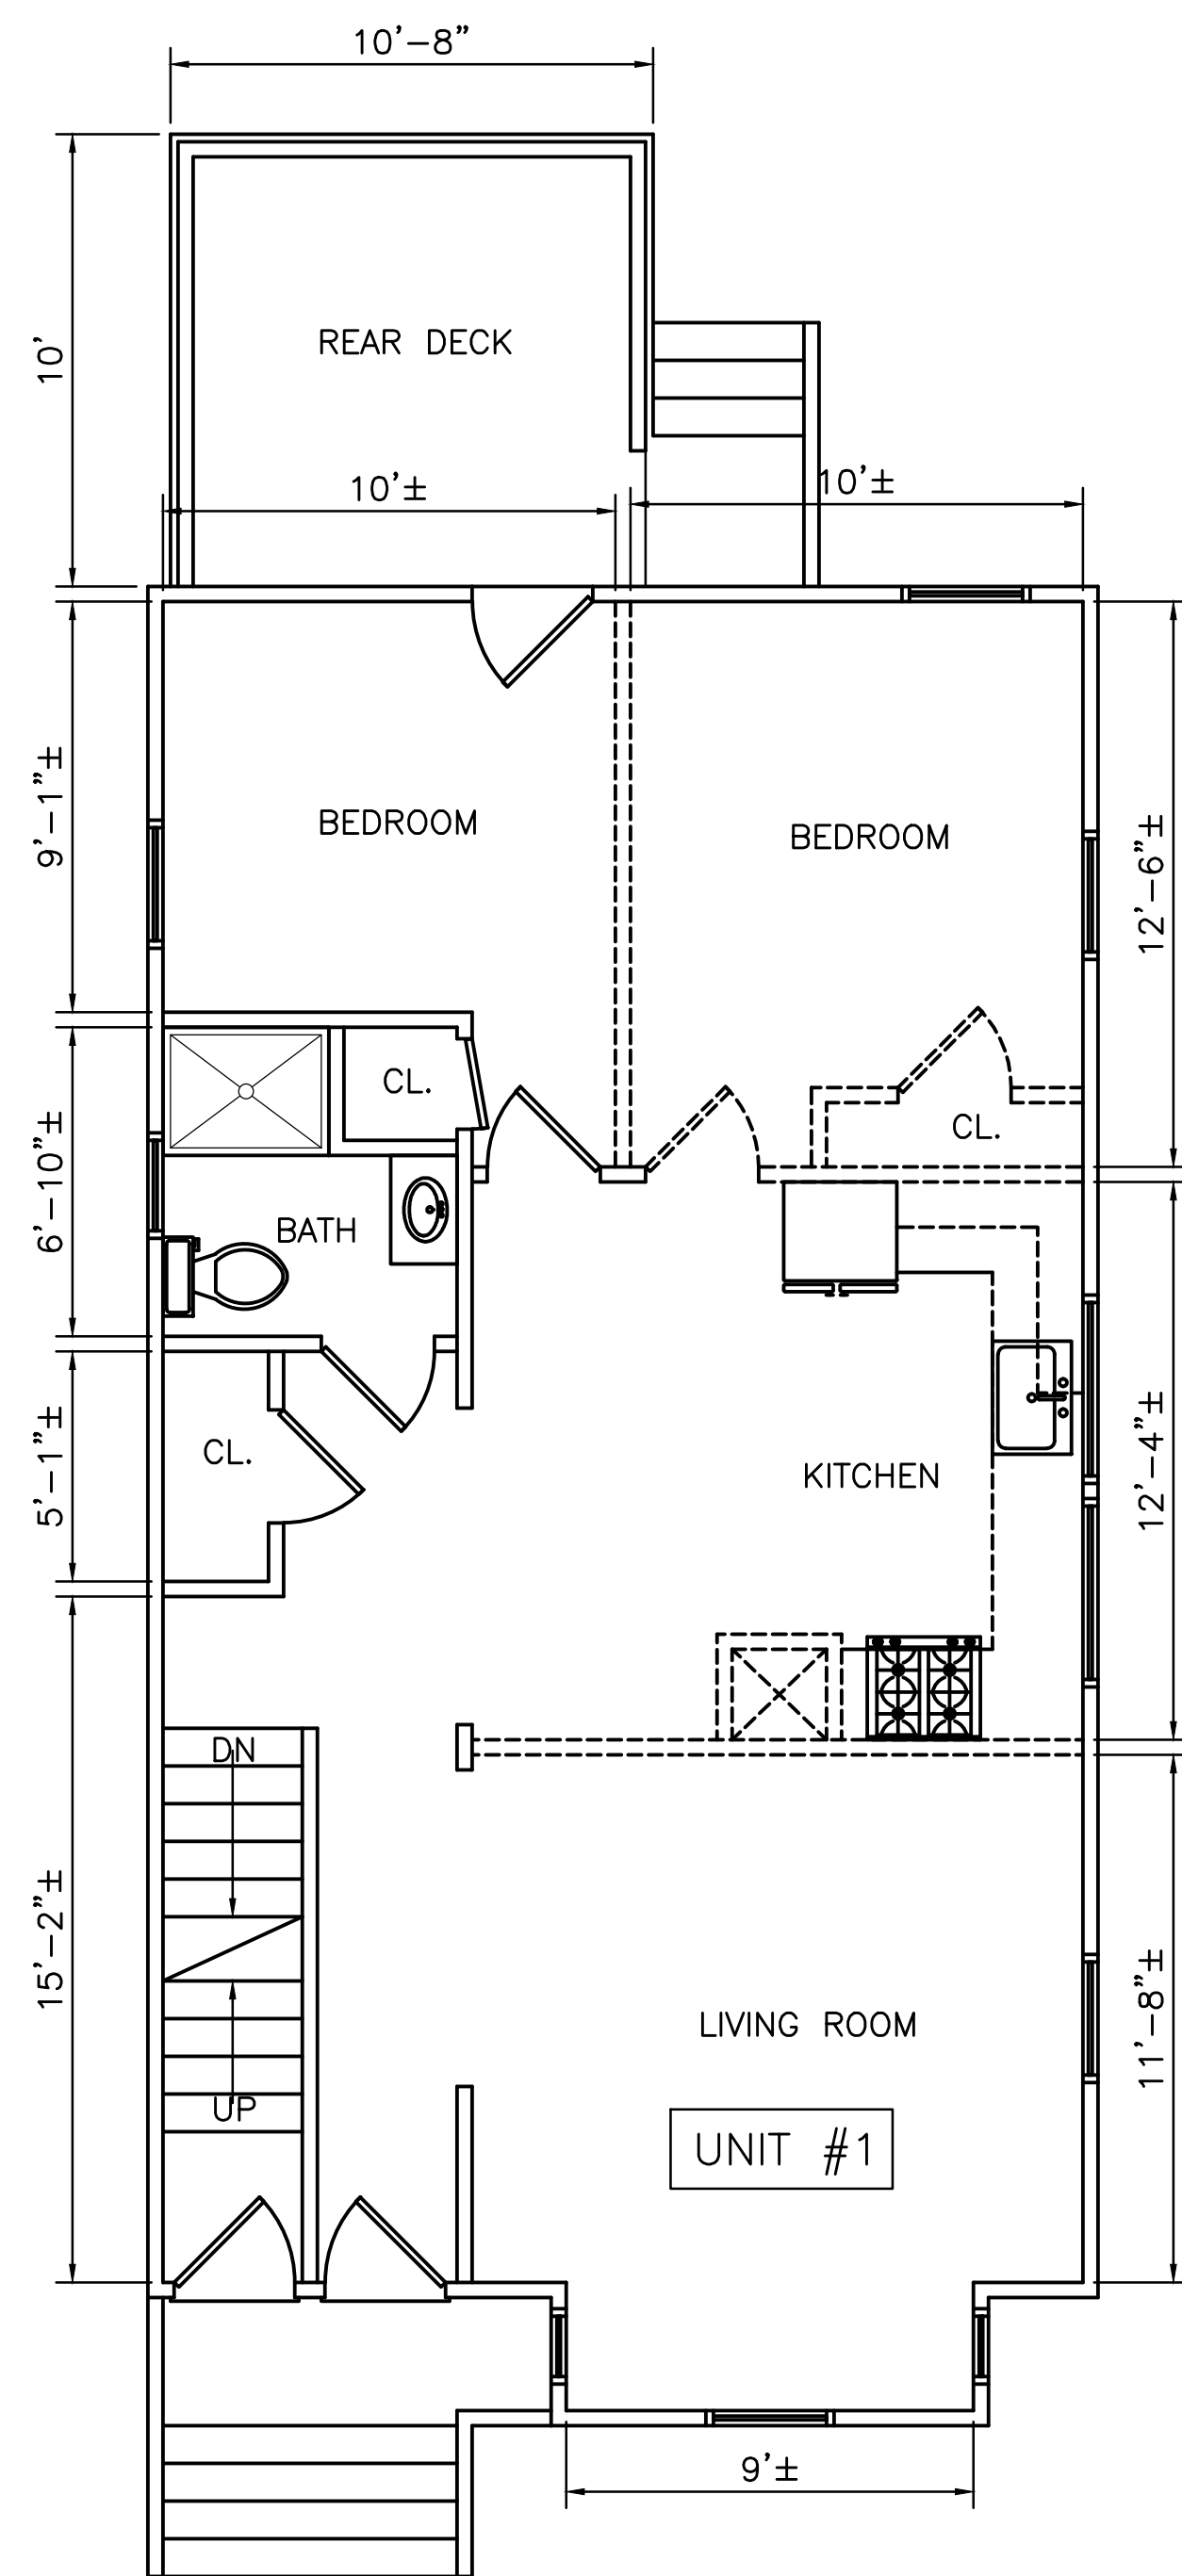 10'-8"
10'
REAR DECK
10'±
10'±
9'-1"±
BEDROOM
BEDROOM
12'-6"±
CL.
CL.
6'-10"±
BATH
5'-1"±
CL.
KITCHEN
12'-4"±
DN
15'-2"±
LIVING ROOM
11'-8"±
UP
UNIT #1
9'±